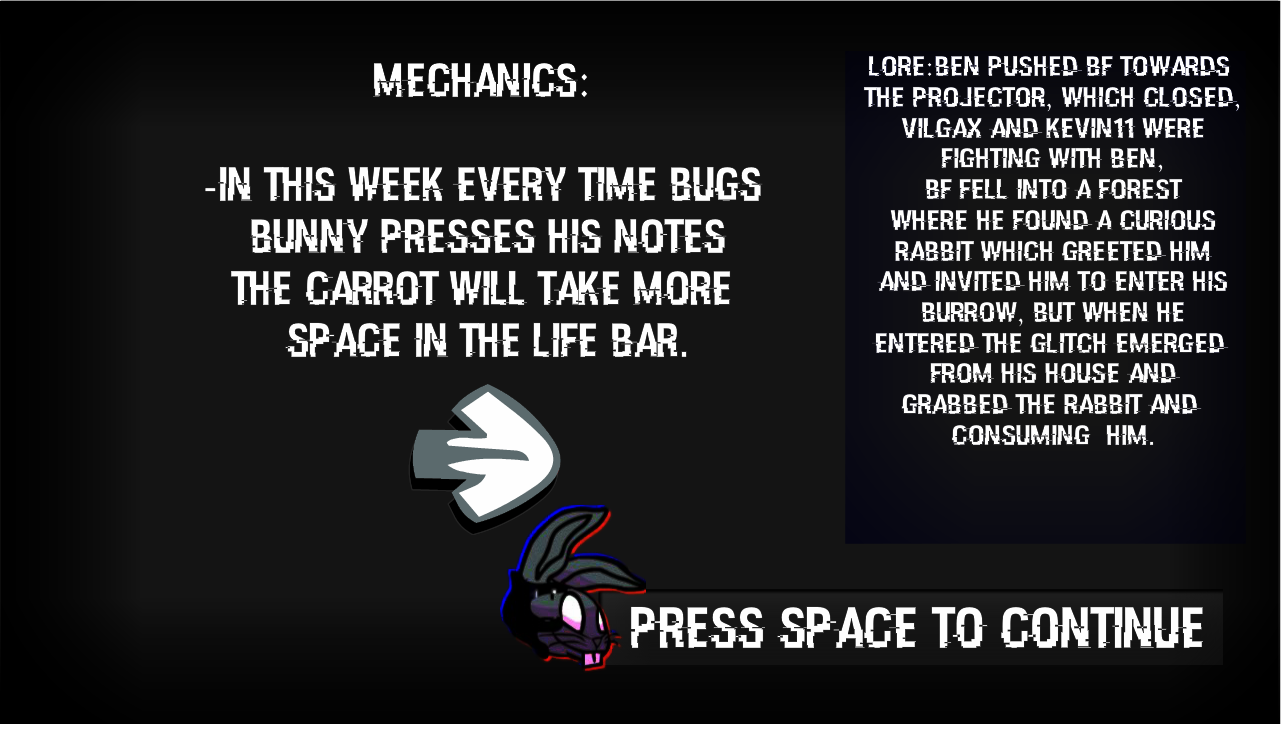 MECHANICS:
-IN THIS WEEK EVERY TIME BUGS
BUNNY PRESSES HIS NOTES
THE CARROT WILL TAKE MORE
SPACE IN THE LIFE BAR.
LORE:BEN PUSHED BF TOWARDS
THE PROJECTOR, WHICH CLOSED,
VILGAX AND KEVIN11 WERE
FIGHTING WITH BEN,
BF FELL INTO A FOREST
WHERE HE FOUND A CURIOUS
RABBIT WHICH GREETED HIM
AND INVITED HIM TO ENTER HIS
BURROW, BUT WHEN HE
ENTERED THE GLITCH EMERGED
FROM HIS HOUSE AND
GRABBED THE RABBIT AND
CONSUMING HIM.
PRESS SPACE TO CONTINUE